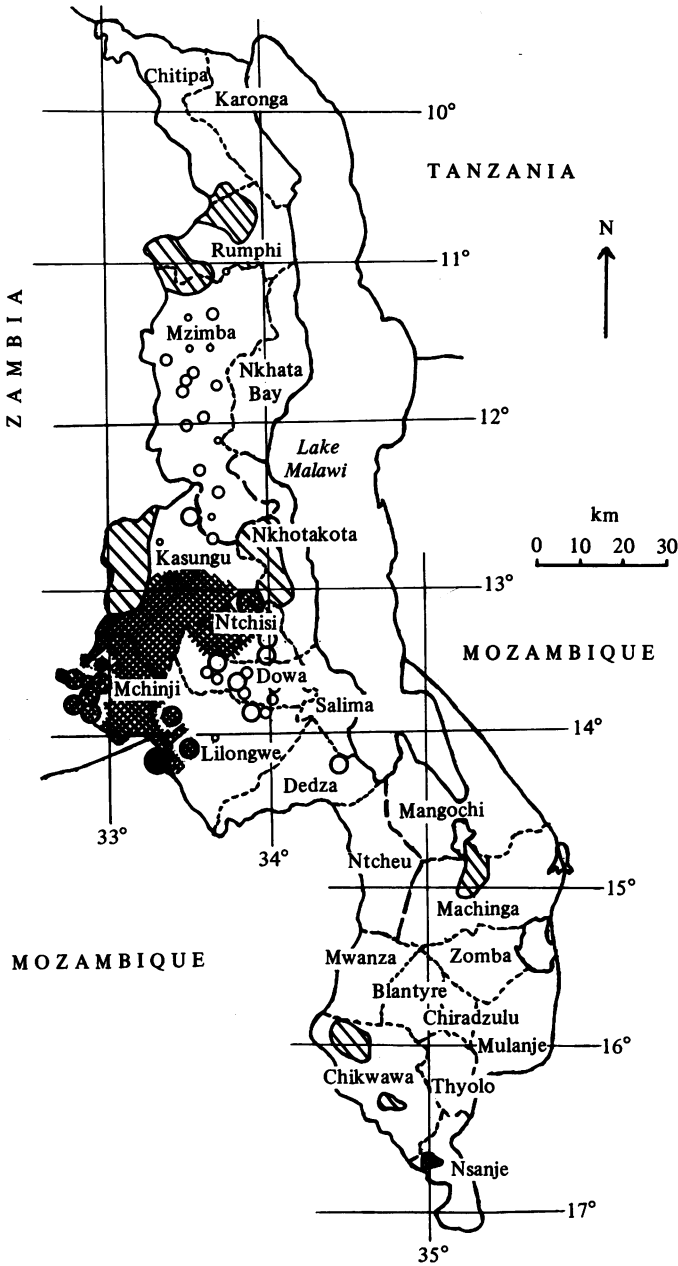 Chitipa
Karonga
10°
TANZANIA
N
Rumphi
11°
ZAMBIA
Mzimba
Nkhata
Bay
12°
Lake
Malawi
km
0 10 20 30
Nkhotakota
Kasungu
13°
Ntchisi
MOZAMBIQUE
Mchinji
Dowa
Salima
14°
Lilongwe
Dedza
Mangochi
33°
34°
Ntcheu
15°
Machinga
MOZAMBIQUE
Mwanza
Zomba
Blantyre
Chiradzulu
Mulanje
16°
Chikwawa
Thyolo
Nsanje
17°
35°